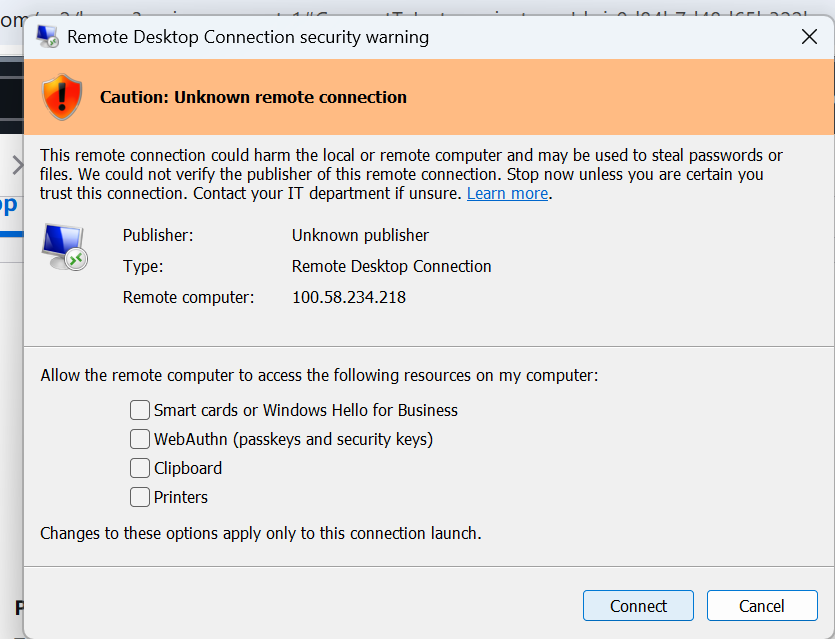 Remote Desktop Connection security warning
Caution: Unknown remote connection
This remote connection could harm the local or remote computer and may be used to steal passwords or
files. We could not verify the publisher of this remote connection. Stop now unless you are certain you
trust this connection. Contact your IT department if unsure. Learn more.
Publisher: Unknown publisher
Type: Remote Desktop Connection
Remote computer: 100.58.234.218
Allow the remote computer to access the following resources on my computer:
Smart cards or Windows Hello for Business
WebAuthn (passkeys and security keys)
Clipboard
Printers
Changes to these options apply only to this connection launch.
Connect Cancel